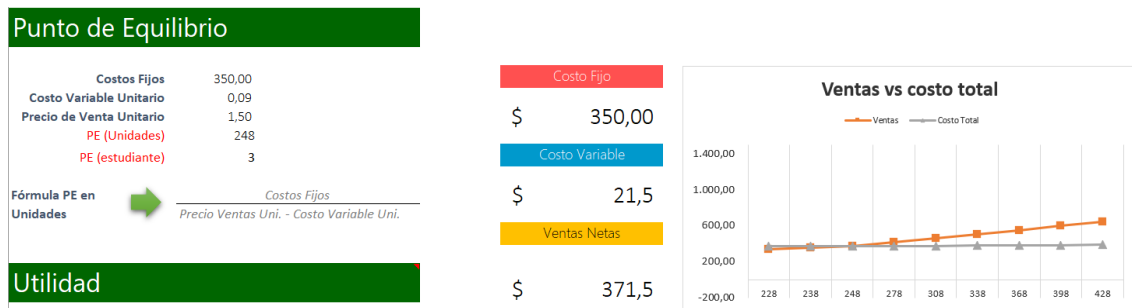 Punto de Equilibrio
Costos Fijos 350,00
Costo Variable Unitario 0,09
Precio de Venta Unitario 1,50
PE (Unidades) 248
PE (estudiante) 3
Fórmula PE en Unidades
Costos Fijos
Precio Ventas Uni. - Costo Variable Uni.
Utilidad
Costo Fijo
$ 350,00
Costo Variable
$ 21,5
Ventas Netas
$ 371,5
Ventas vs costo total
Ventas Costo Total
1.400,00
1.000,00
600,00
200,00
-200,00
228 238 248 278 308 338 368 398 428